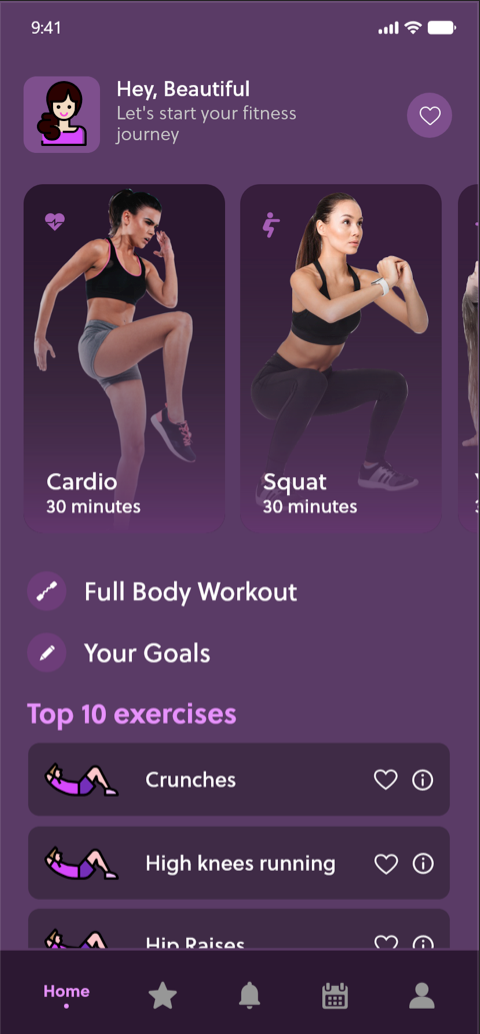 9:41
Hey, Beautiful
Let's start your fitness
journey
Cardio
30 minutes
Squat
30 minutes
Full Body Workout
Your Goals
Top 10 exercises
Crunches
High knees running
Hip Raises
Home